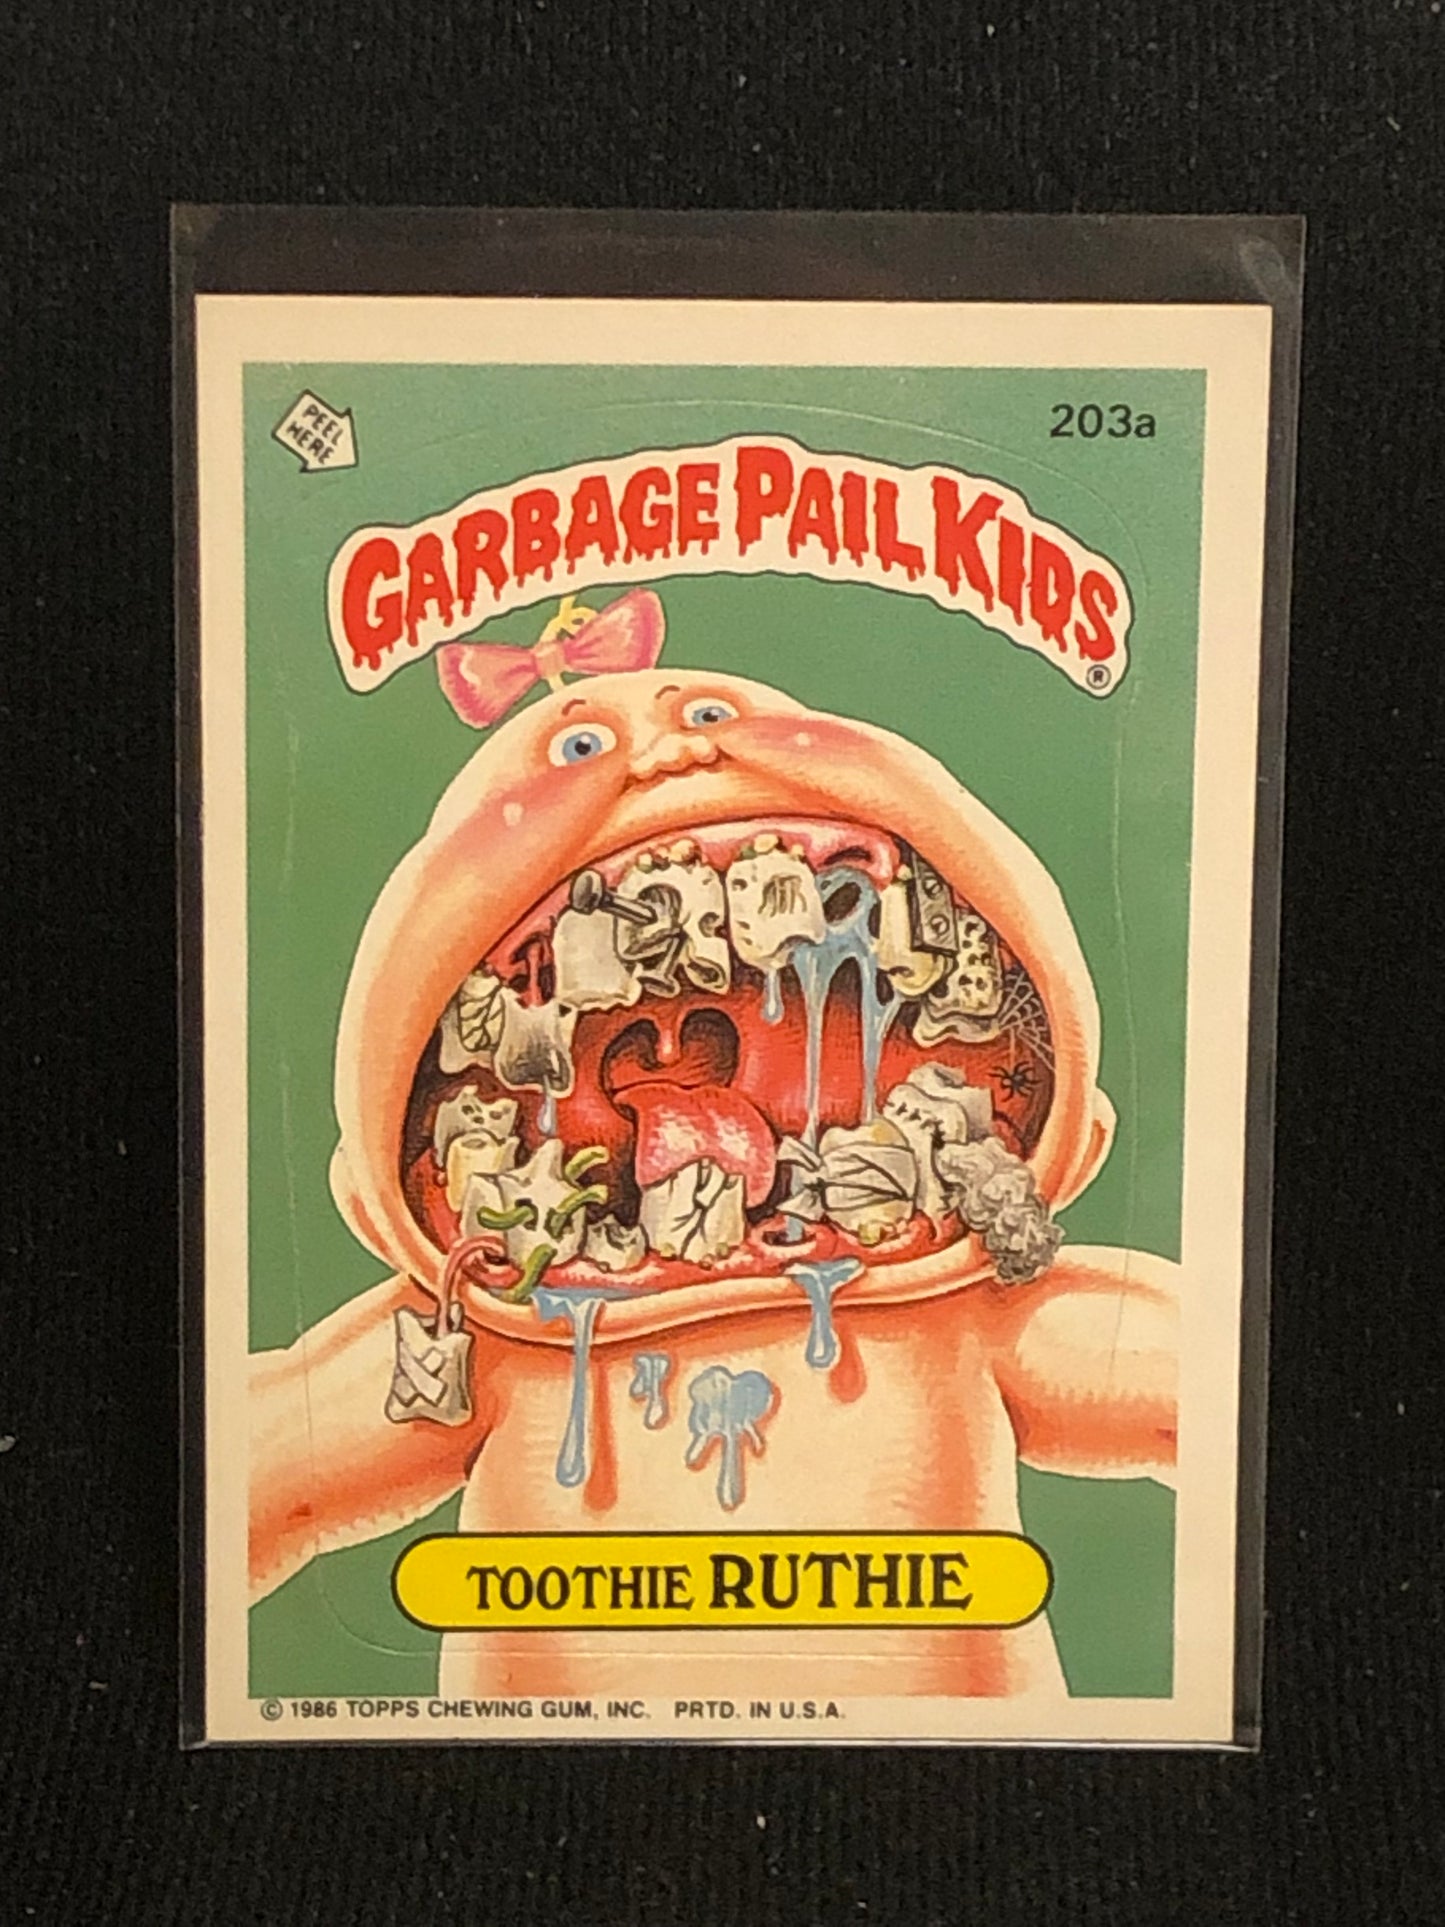 PEEL
HERE
203a
GARBAGE PAIL KIDS
®
TOOTHIE RUTHIE
© 1986 TOPPS CHEWING GUM, INC. PRTD. IN U.S.A.